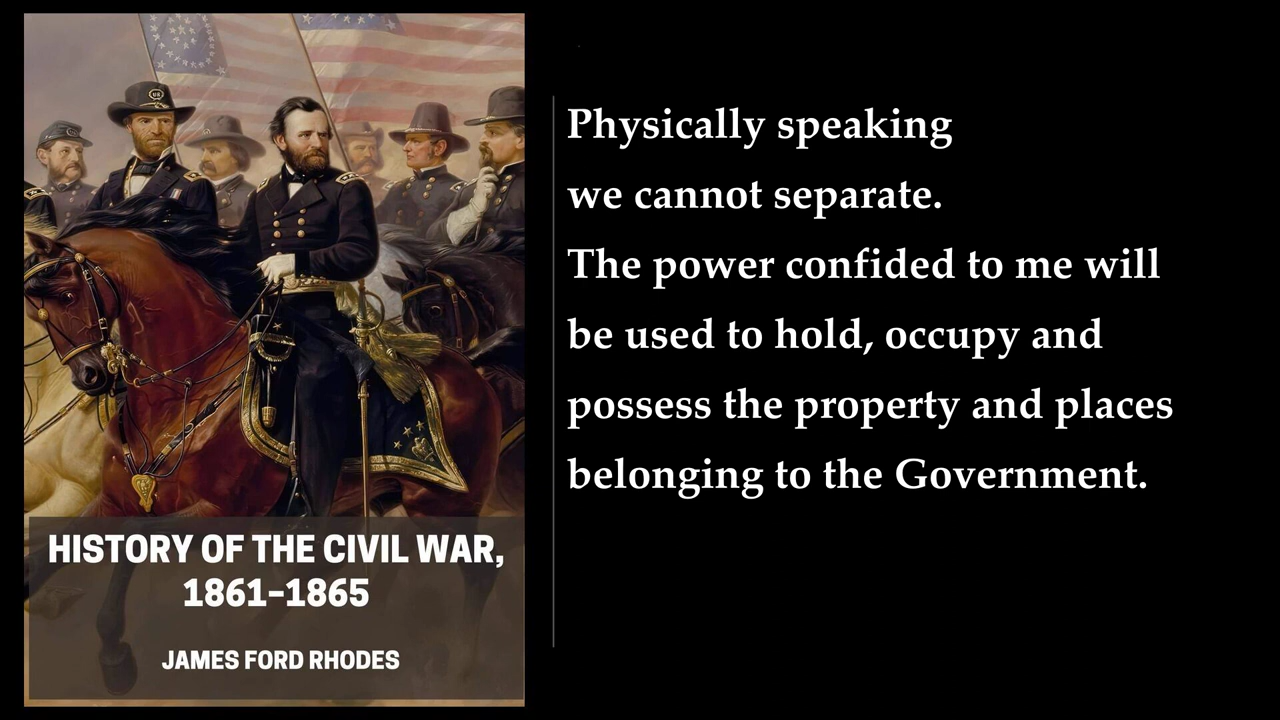 HISTORY OF THE CIVIL WAR,
1861–1865
JAMES FORD RHODES
Physically speaking
we cannot separate.
The power confided to me will
be used to hold, occupy and
possess the property and places
belonging to the Government.